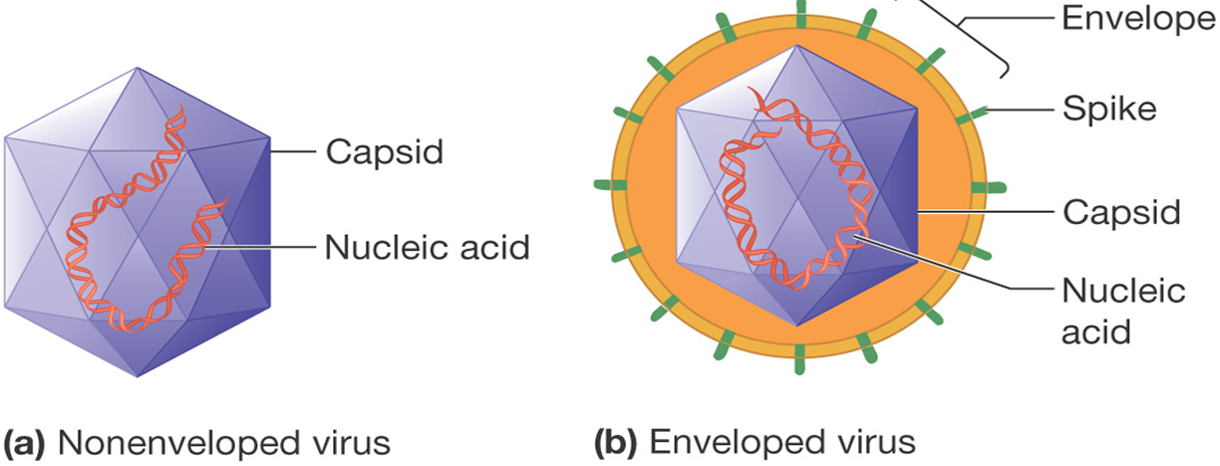 Capsid
Nucleic acid
(a) Nonenveloped virus
Envelope
Spike
Capsid
Nucleic
acid
(b) Enveloped virus